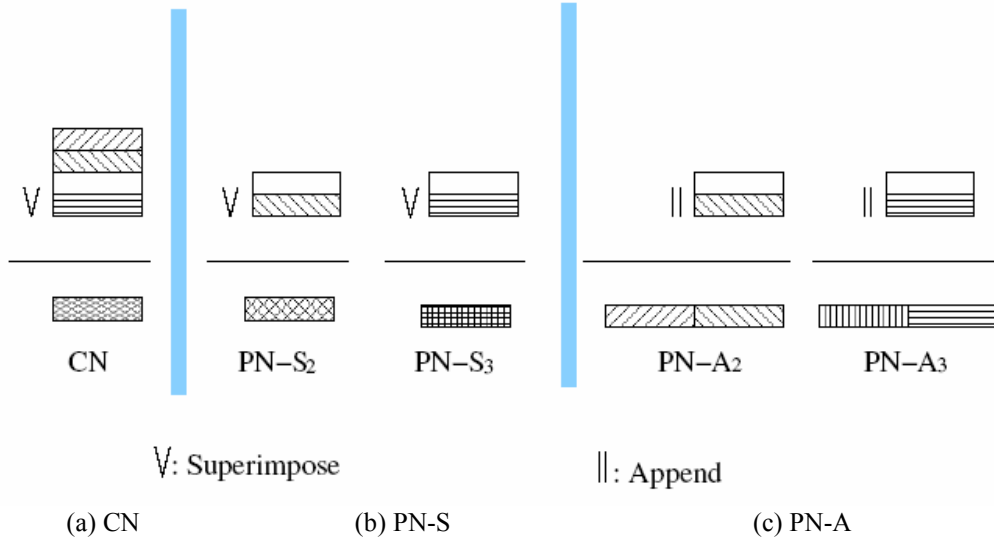 V
V
V
||
||
CN
PN–S2
PN–S3
PN–A2
PN–A3
V: Superimpose
||: Append
(a) CN
(b) PN-S
(c) PN-A